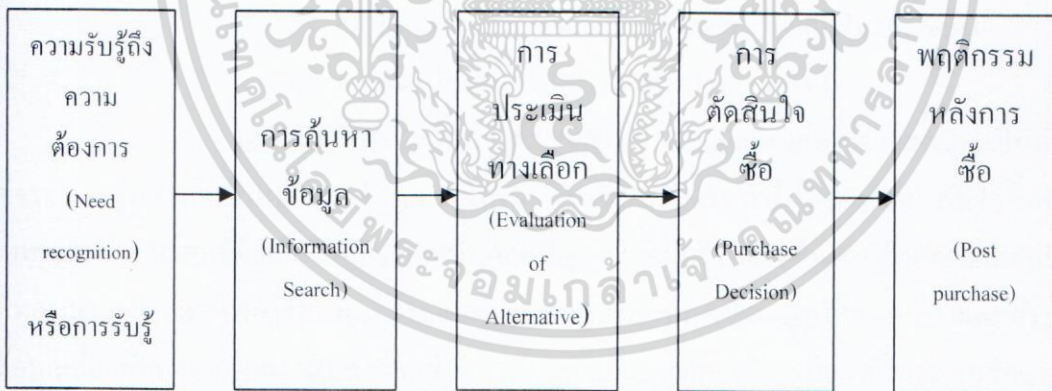 ความรับรู้ถึง
ความ
ต้องการ
(Need
recognition)
หรือการรับรู้
การค้นหา
ข้อมูล
(Information
Search)
การ
ประเมิน
ทางเลือก
(Evaluation
of
Alternative)
การ
ตัดสินใจ
ซื้อ
(Purchase
Decision)
พฤติกรรม
หลังการ
ซื้อ
(Post
purchase)